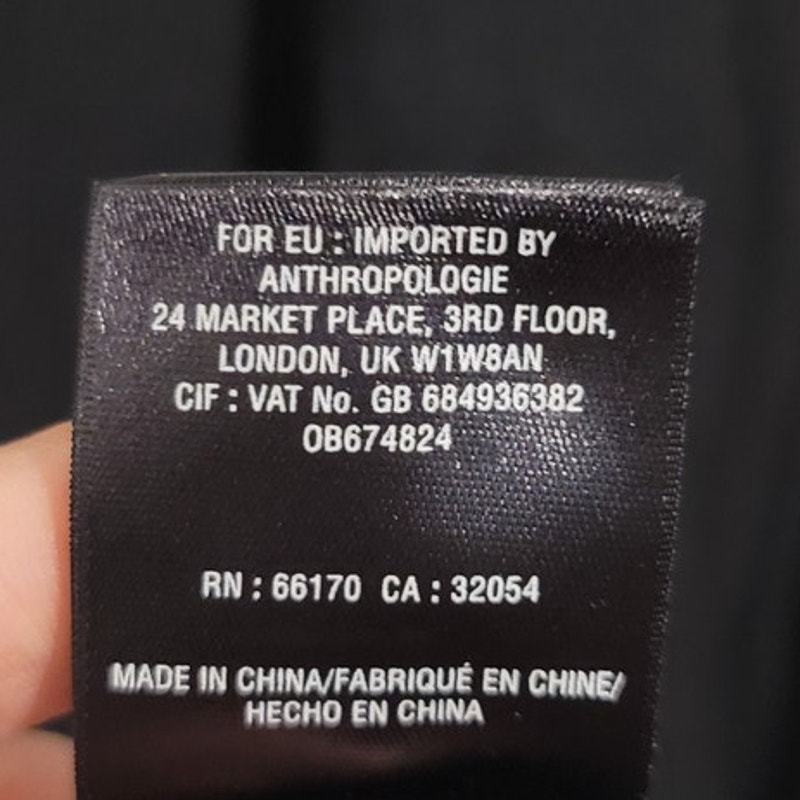 FOR EU : IMPORTED BY
ANTHROPOLOGIE
24 MARKET PLACE, 3RD FLOOR,
LONDON, UK W1W8AN
CIF : VAT No. GB 684936382
OB674824
RN : 66170 CA : 32054
MADE IN CHINA/FABRIQUÉ EN CHINE/
HECHO EN CHINA